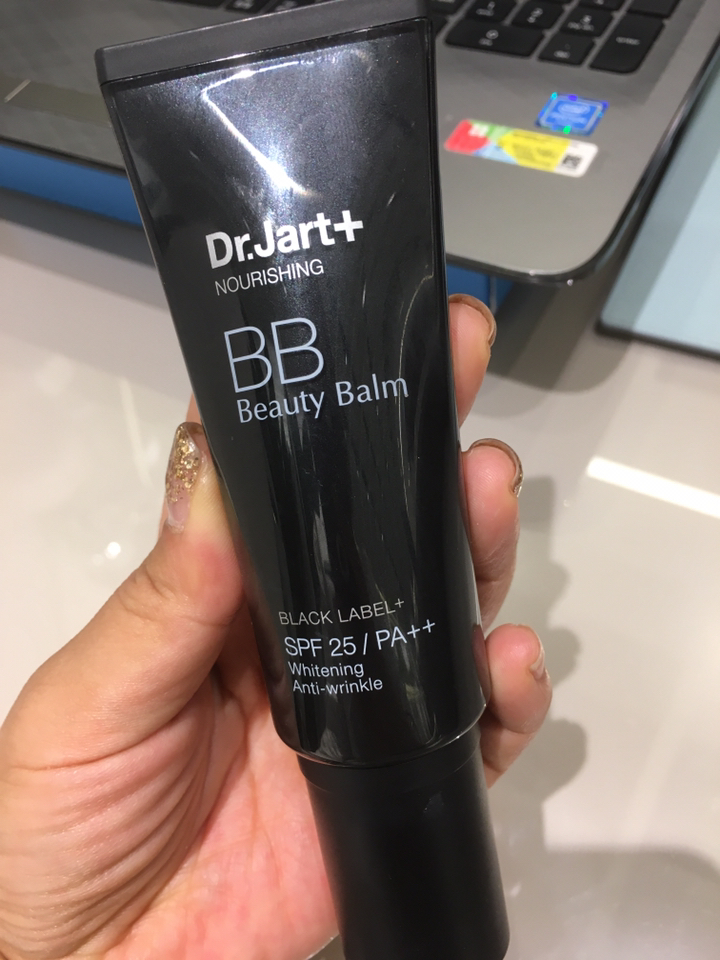 Dr.Jart+
NOURISHING
BB
Beauty Balm
BLACK LABEL+
SPF 25 / PA++
Whitening
Anti-wrinkle